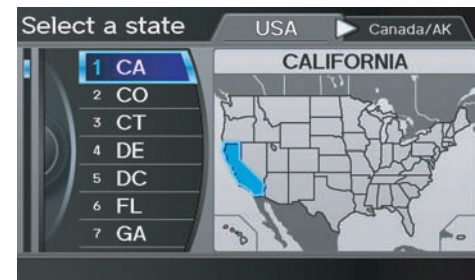 Select a state
USA
Canada/AK
CALIFORNIA
1 CA
2 CO
3 CT
4 DE
5 DC
6 FL
7 GA